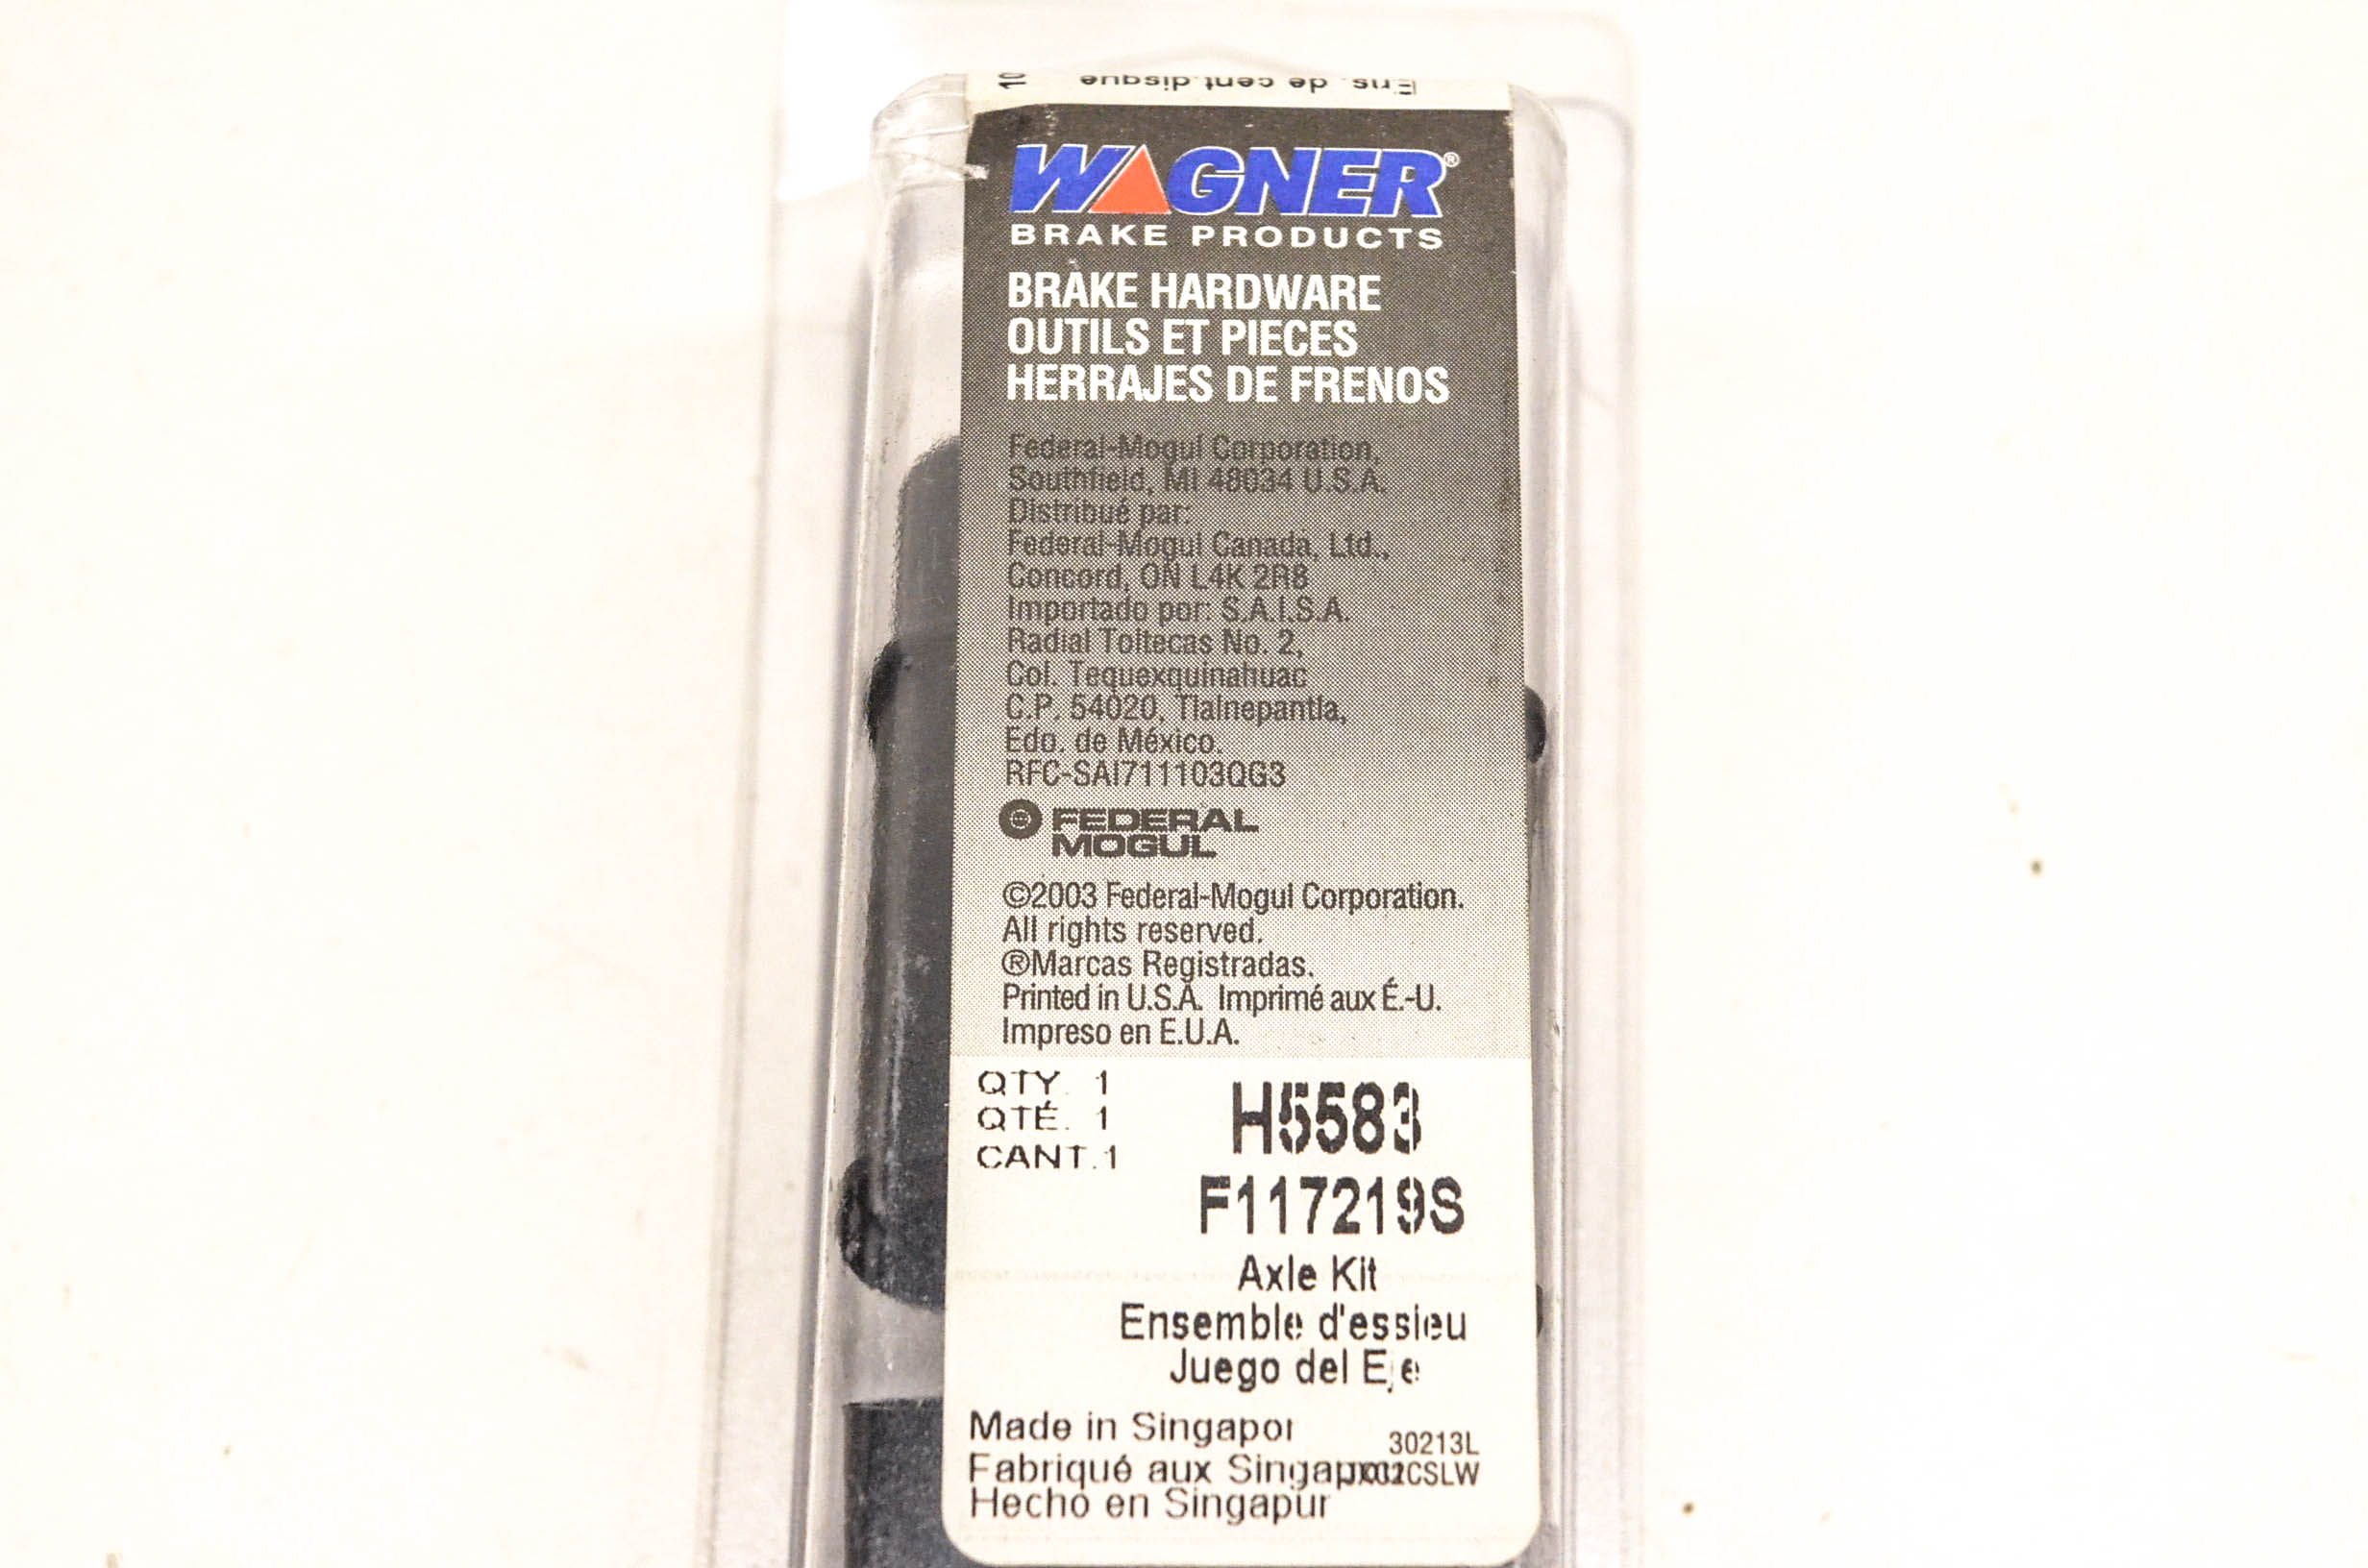 10
Ens. de cent.disque
WAGNER®
BRAKE PRODUCTS
BRAKE HARDWARE
OUTILS ET PIECES
HERRAJES DE FRENOS
Federal-Mogul Corporation,
Southfield, MI 48034 U.S.A.
Distribué par:
Federal-Mogul Canada, Ltd.,
Concord, ON L4K 2R8
Importado por: S.A.I.S.A.
Radial Toltecas No. 2,
Col. Tequexquinahuac
C.P. 54020, Tlalnepantla,
Edo. de México.
RFC-SAI711103QG3
FEDERAL
MOGUL
©2003 Federal-Mogul Corporation.
All rights reserved.
®Marcas Registradas.
Printed in U.S.A. Imprimé aux É.-U.
Impreso en E.U.A.
QTY. 1
QTÉ. 1
CANT.1
H5583
F117219S
Axle Kit
Ensemble d'essieu
Juego del Eje
Made in Singapor
30213L
Fabriqué aux Singapour
Hecho en Singapur